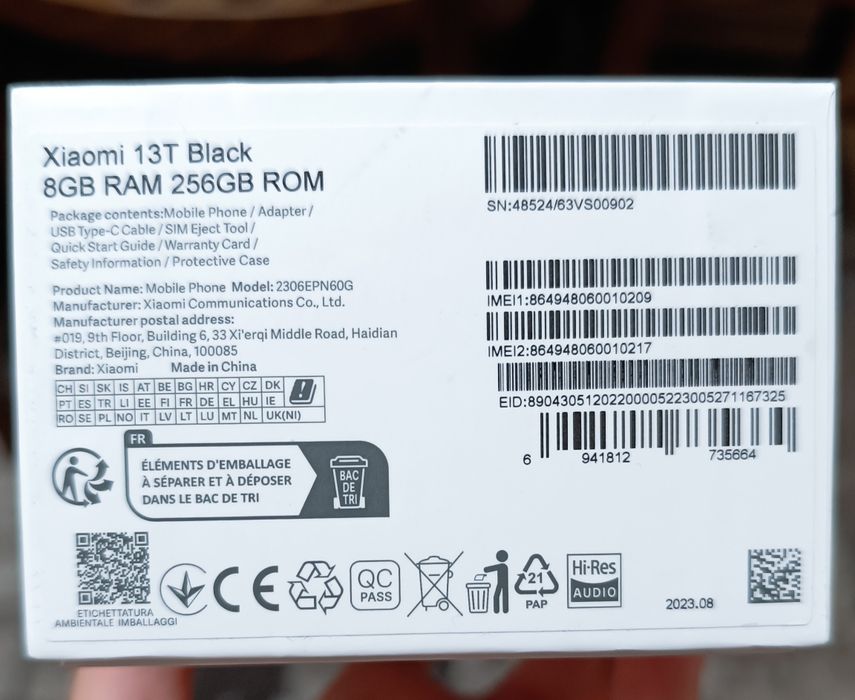 Xiaomi 13T Black
8GB RAM 256GB ROM
Package contents:Mobile Phone / Adapter /
USB Type-C Cable / SIM Eject Tool /
Quick Start Guide / Warranty Card /
Safety Information / Protective Case
Product Name: Mobile Phone Model: 2306EPN60G
Manufacturer: Xiaomi Communications Co., Ltd.
Manufacturer postal address:
#019, 9th Floor, Building 6, 33 Xi'erqi Middle Road, Haidian
District, Beijing, China, 100085
Brand: Xiaomi Made in China
CH SI SK IS AT BE BG HR CY CZ DK
PT ES TR LI EE FI FR DE EL HU IE
RO SE PL NO IT LV LT LU MT NL UK(NI)
FR
ÉLÉMENTS D'EMBALLAGE
À SÉPARER ET À DÉPOSER
DANS LE BAC DE TRI
BAC
DE
TRI
ETICHETTATURA
AMBIENTALE IMBALLAGGI
CE
QC
PASS
21
PAP
Hi-Res
AUDIO
SN:48524/63VS00902
IMEI1:864948060010209
IMEI2:864948060010217
EID:89043051202200005223005271167325
6 941812 735664
2023.08